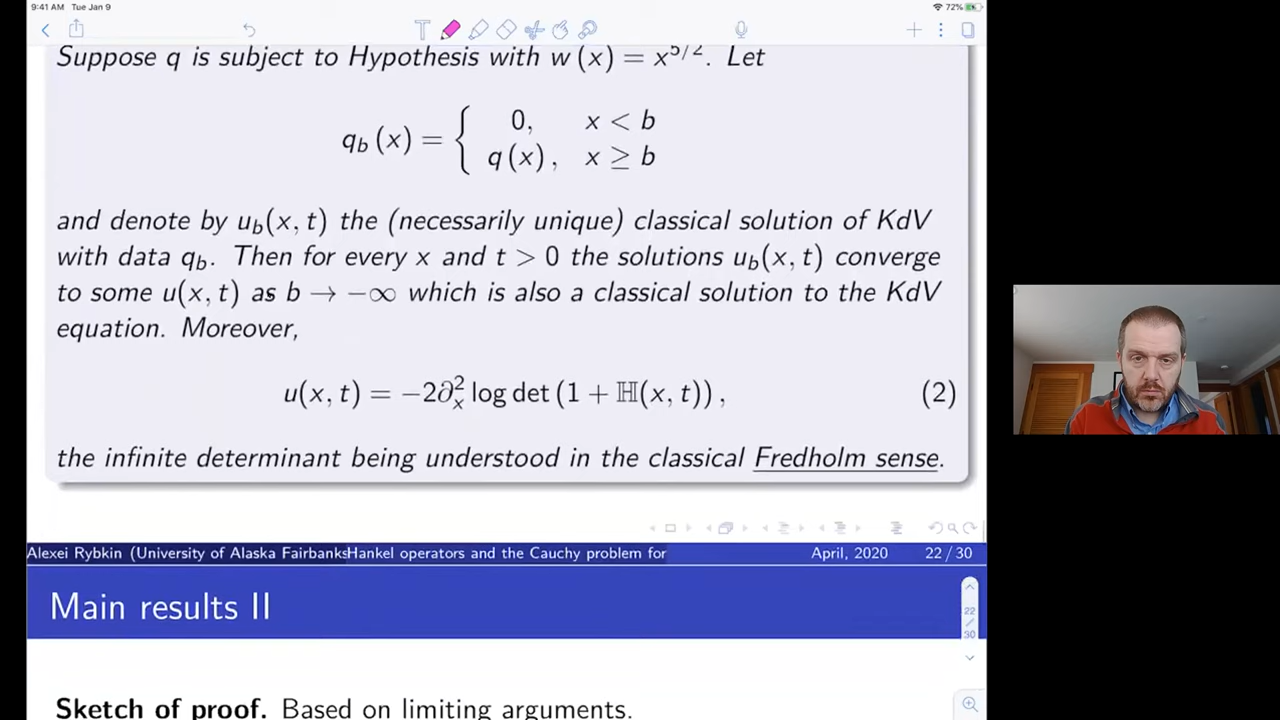 9:41 AM Tue Jan 9
72%
Suppose q is subject to Hypothesis with w (x) = x^{5/2}. Let
q_b (x) = { 0, x < b
q (x), x ≥ b
and denote by u_b(x, t) the (necessarily unique) classical solution of KdV
with data q_b. Then for every x and t > 0 the solutions u_b(x, t) converge
to some u(x, t) as b → −∞ which is also a classical solution to the KdV
equation. Moreover,
u(x, t) = −2∂_x^2 log det (1 + ℍ(x, t)), (2)
the infinite determinant being understood in the classical Fredholm sense.
Alexei Rybkin (University of Alaska Fairbanks Hankel operators and the Cauchy problem for April, 2020 22 / 30
Main results II
22
/
30
Sketch of proof. Based on limiting arguments.